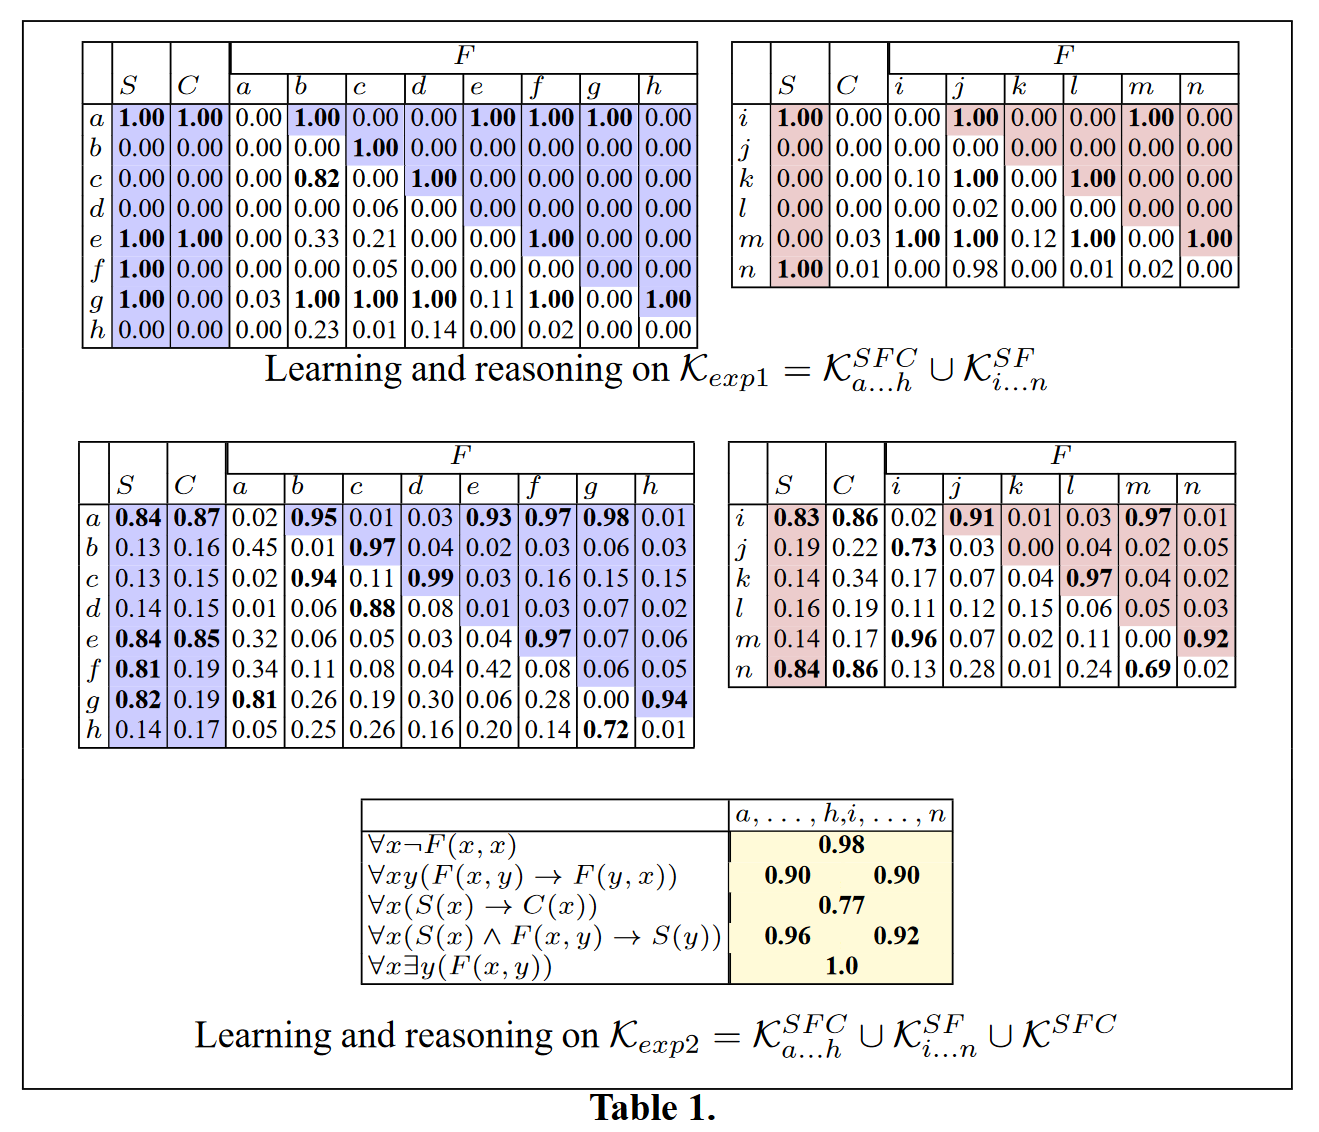 F
S C a b c d e f g h
a 1.00 1.00 0.00 1.00 0.00 0.00 1.00 1.00 1.00 0.00
b 0.00 0.00 0.00 0.00 1.00 0.00 0.00 0.00 0.00 0.00
c 0.00 0.00 0.00 0.82 0.00 1.00 0.00 0.00 0.00 0.00
d 0.00 0.00 0.00 0.00 0.06 0.00 0.00 0.00 0.00 0.00
e 1.00 1.00 0.00 0.33 0.21 0.00 0.00 1.00 0.00 0.00
f 1.00 0.00 0.00 0.00 0.05 0.00 0.00 0.00 0.00 0.00
g 1.00 0.00 0.03 1.00 1.00 1.00 0.11 1.00 0.00 1.00
h 0.00 0.00 0.00 0.23 0.01 0.14 0.00 0.02 0.00 0.00
F
S C i j k l m n
i 1.00 0.00 0.00 1.00 0.00 0.00 1.00 0.00
j 0.00 0.00 0.00 0.00 0.00 0.00 0.00 0.00
k 0.00 0.00 0.10 1.00 0.00 1.00 0.00 0.00
l 0.00 0.00 0.00 0.02 0.00 0.00 0.00 0.00
m 0.00 0.03 1.00 1.00 0.12 1.00 0.00 1.00
n 1.00 0.01 0.00 0.98 0.00 0.01 0.02 0.00
Learning and reasoning on 𝒦_{exp1} = 𝒦^{SFC}_{a...h} ∪ 𝒦^{SF}_{i...n}
F
S C a b c d e f g h
a 0.84 0.87 0.02 0.95 0.01 0.03 0.93 0.97 0.98 0.01
b 0.13 0.16 0.45 0.01 0.97 0.04 0.02 0.03 0.06 0.03
c 0.13 0.15 0.02 0.94 0.11 0.99 0.03 0.16 0.15 0.15
d 0.14 0.15 0.01 0.06 0.88 0.08 0.01 0.03 0.07 0.02
e 0.84 0.85 0.32 0.06 0.05 0.03 0.04 0.97 0.07 0.06
f 0.81 0.19 0.34 0.11 0.08 0.04 0.42 0.08 0.06 0.05
g 0.82 0.19 0.81 0.26 0.19 0.30 0.06 0.28 0.00 0.94
h 0.14 0.17 0.05 0.25 0.26 0.16 0.20 0.14 0.72 0.01
F
S C i j k l m n
i 0.83 0.86 0.02 0.91 0.01 0.03 0.97 0.01
j 0.19 0.22 0.73 0.03 0.00 0.04 0.02 0.05
k 0.14 0.34 0.17 0.07 0.04 0.97 0.04 0.02
l 0.16 0.19 0.11 0.12 0.15 0.06 0.05 0.03
m 0.14 0.17 0.96 0.07 0.02 0.11 0.00 0.92
n 0.84 0.86 0.13 0.28 0.01 0.24 0.69 0.02
a, . . . , h,i, . . . , n
∀x¬F(x, x) 0.98
∀xy(F(x, y) → F(y, x)) 0.90 0.90
∀x(S(x) → C(x)) 0.77
∀x(S(x) ∧ F(x, y) → S(y)) 0.96 0.92
∀x∃y(F(x, y)) 1.0
Learning and reasoning on 𝒦_{exp2} = 𝒦^{SFC}_{a...h} ∪ 𝒦^{SF}_{i...n} ∪ 𝒦^{SFC}
Table 1.